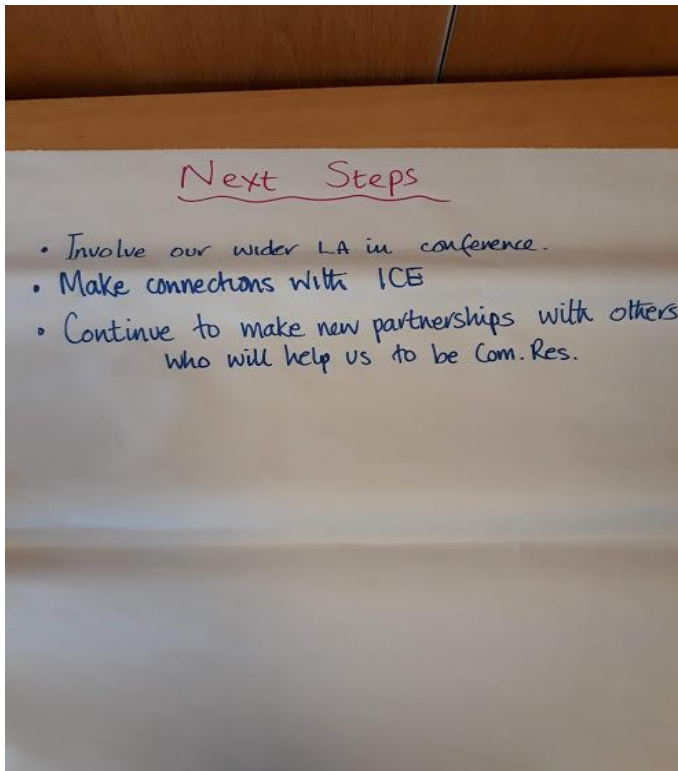 Next Steps
• Involve our wider LA in conference.
• Make connections with ICE
• Continue to make new partnerships with others
who will help us to be Com. Res.